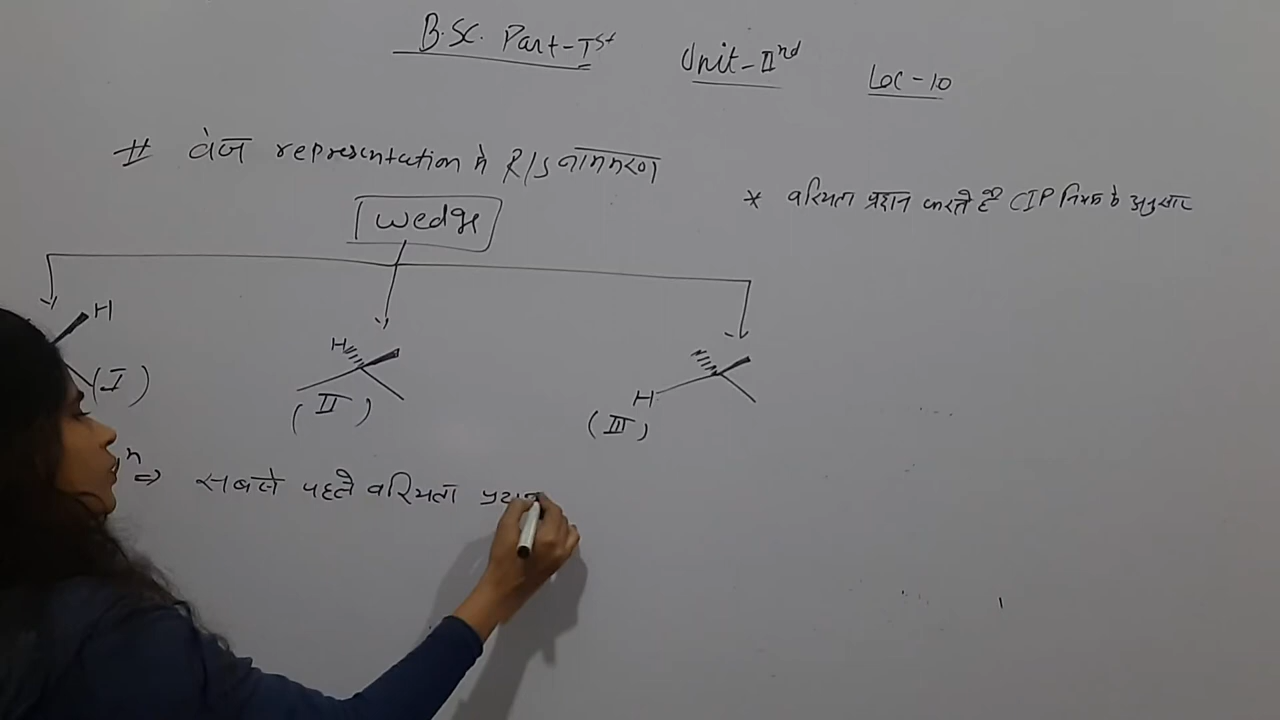 B.SC. Part-Ist Unit-IInd Lec-10
# वेज representation मे R/S नामकरण
* वरियता प्रदान करते है CIP नियम के अनुसार
Wedge
H
(I)
H
(II)
H
(III)
n ⇒ सबसे पहले वरियता प्रदान